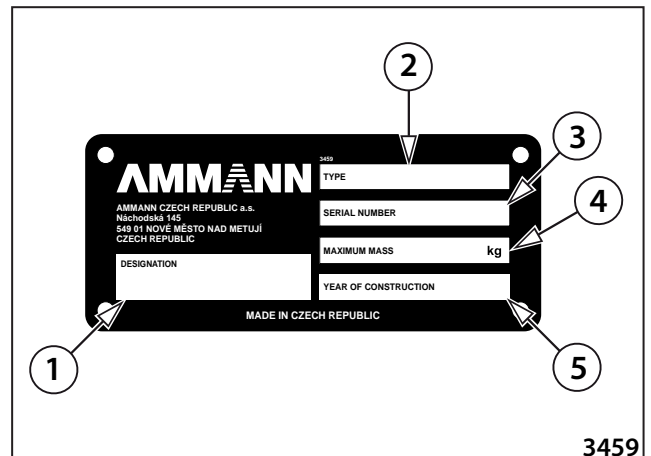 2
3
4
1
5
3459
AMMANN
AMMANN CZECH REPUBLIC a.s.
Náchodská 145
549 01 NOVÉ MĚSTO NAD METUJÍ
CZECH REPUBLIC
DESIGNATION
TYPE
SERIAL NUMBER
MAXIMUM MASS kg
YEAR OF CONSTRUCTION
MADE IN CZECH REPUBLIC
3459